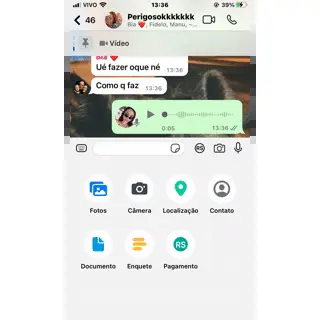 VIVO
13:36
39%
46
Perigosokkkkkkk
Bia ❤️, Fidelo, Manu, ~...
Vídeo
Bia ❤️
Ué fazer oque né
13:36
Como q faz
13:36
0:05
13:36
Fotos
Câmera
Localização
Contato
R$
Documento
Enquete
Pagamento